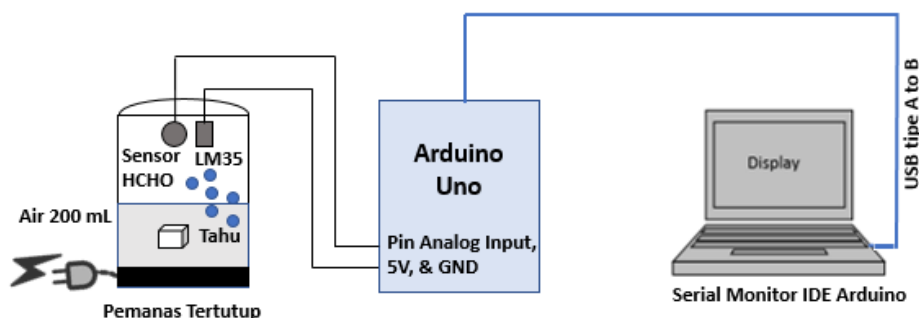 Sensor
HCHO
LM35
Air 200 mL
Tahu
Pemanas Tertutup
Arduino
Uno
Pin Analog Input,
5V, & GND
Display
Serial Monitor IDE Arduino
USB tipe A to B